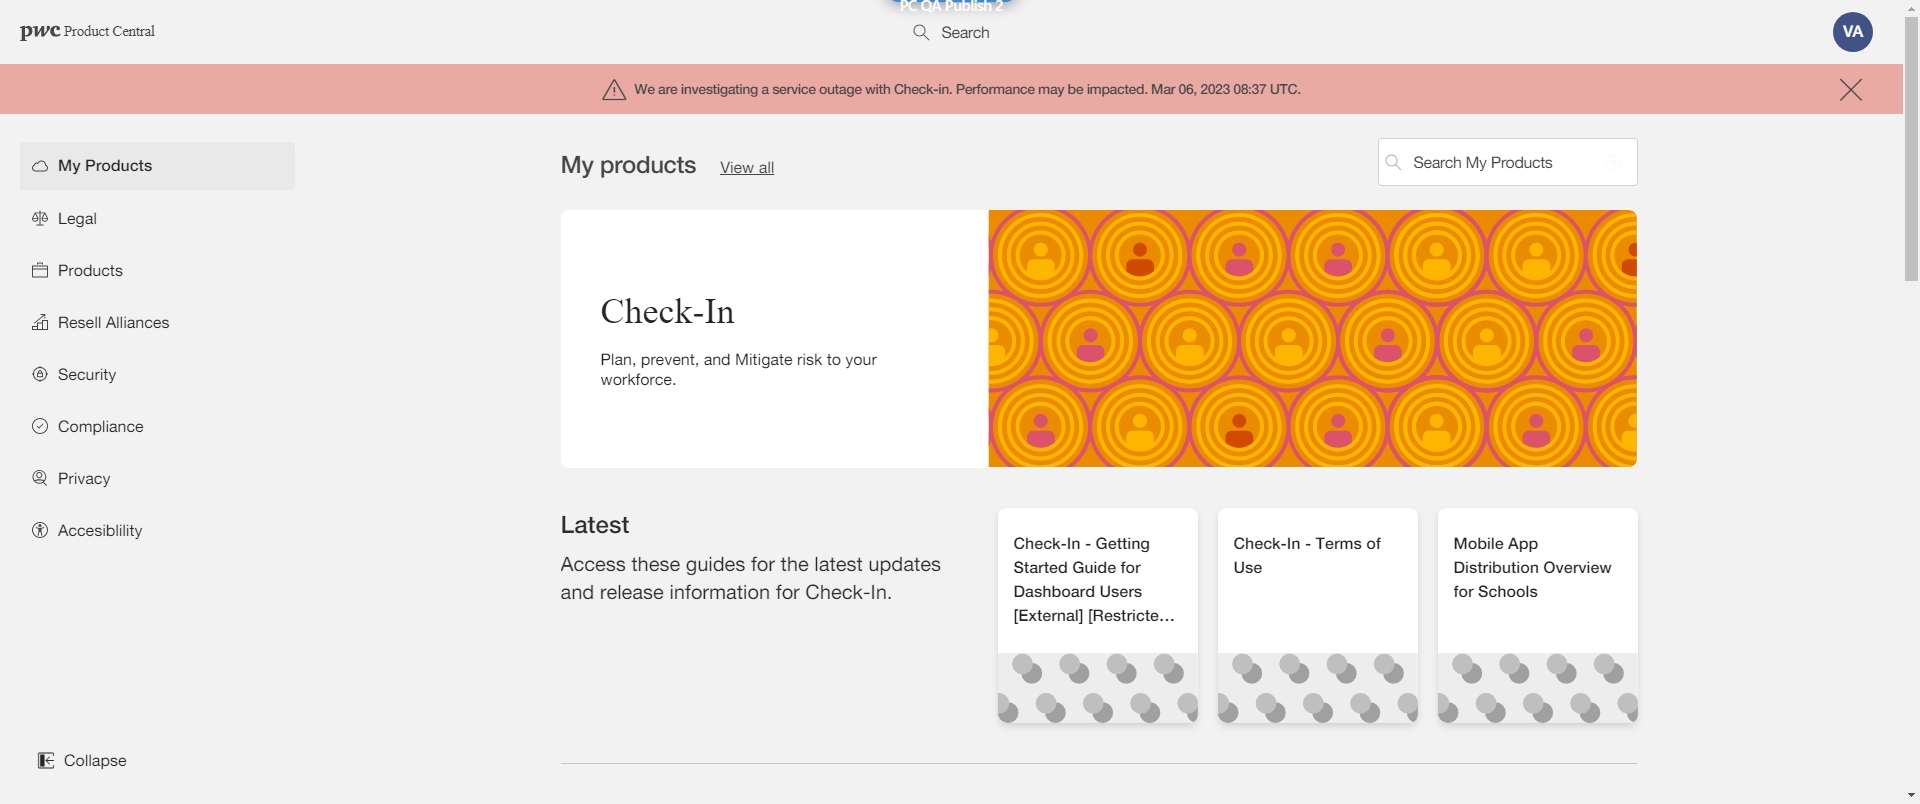 PC QA Publish 2
pwc Product Central
Search
VA
We are investigating a service outage with Check-in. Performance may be impacted. Mar 06, 2023 08:37 UTC.
My Products
Legal
Products
Resell Alliances
Security
Compliance
Privacy
Accesiblility
Collapse
My products View all
Search My Products
Check-In
Plan, prevent, and Mitigate risk to your
workforce.
Latest
Access these guides for the latest updates
and release information for Check-In.
Check-In - Getting
Started Guide for
Dashboard Users
[External] [Restricte...
Check-In - Terms of
Use
Mobile App
Distribution Overview
for Schools